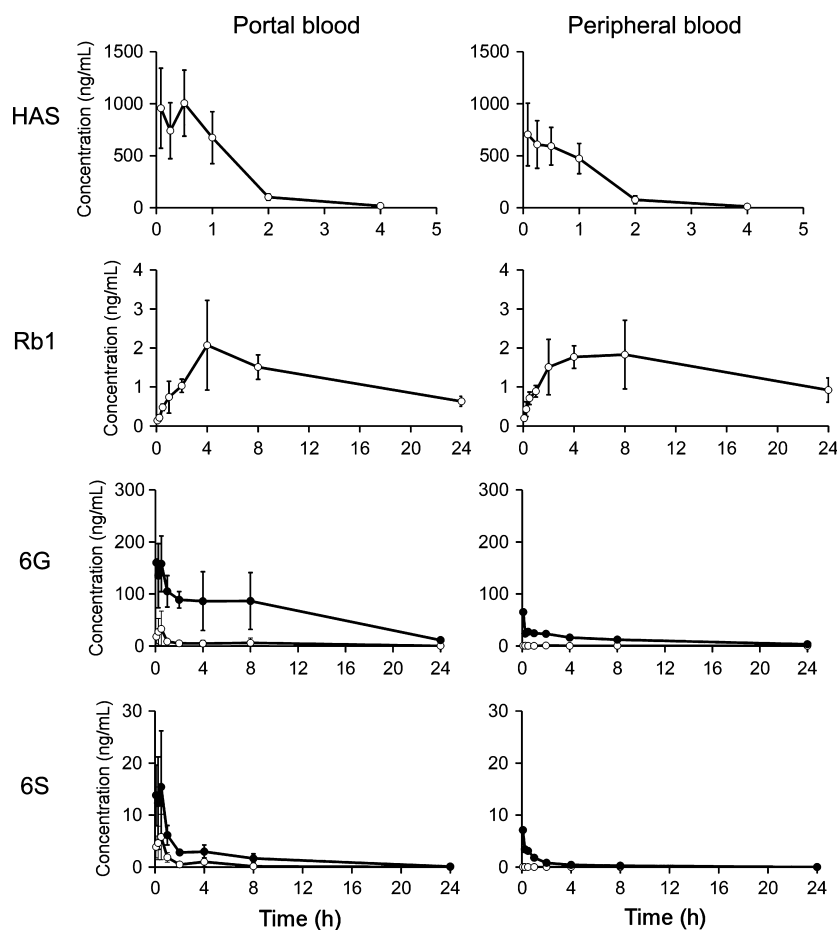 Portal blood Peripheral blood
HAS
Concentration (ng/mL)
1500
1000
500
0
0 1 2 3 4 5
1500
1000
500
0
0 1 2 3 4 5
Rb1
Concentration (ng/mL)
4
3
2
1
0
0 4 8 12 16 20 24
4
3
2
1
0
0 4 8 12 16 20 24
6G
Concentration (ng/mL)
300
200
100
0
0 4 8 12 16 20 24
300
200
100
0
0 4 8 12 16 20 24
6S
Concentration (ng/mL)
30
20
10
0
0 4 8 12 16 20 24
30
20
10
0
0 4 8 12 16 20 24
Time (h) Time (h)